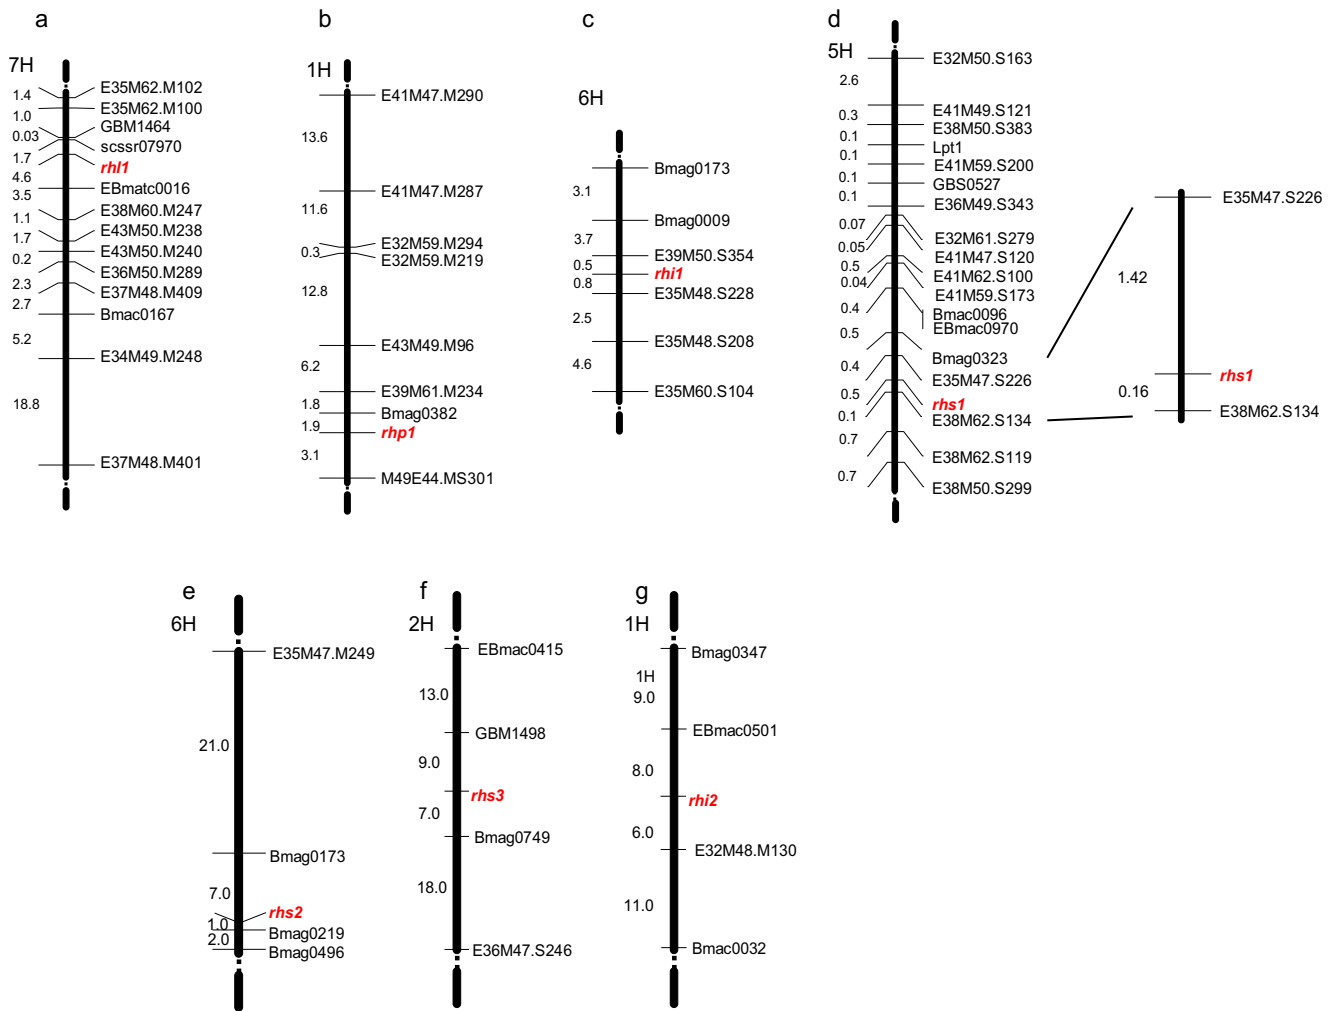 a
7H
1.4
1.0
0.03
1.7
4.6
3.5
1.1
1.7
0.2
2.3
2.7
5.2
18.8
E35M62.M102
E35M62.M100
GBM1464
scssr07970
rhl1
EBmatc0016
E38M60.M247
E43M50.M238
E43M50.M240
E36M50.M289
E37M48.M409
Bmac0167
E34M49.M248
E37M48.M401
b
1H
13.6
11.6
0.3
12.8
6.2
1.8
1.9
3.1
E41M47.M290
E41M47.M287
E32M59.M294
E32M59.M219
E43M49.M96
E39M61.M234
Bmag0382
rhp1
M49E44.MS301
c
6H
3.1
3.7
0.5
0.8
2.5
4.6
Bmag0173
Bmag0009
E39M50.S354
rhi1
E35M48.S228
E35M48.S208
E35M60.S104
d
5H
2.6
0.3
0.1
0.1
0.1
0.1
0.07
0.05
0.5
0.04
0.4
0.5
0.4
0.5
0.1
0.7
0.7
E32M50.S163
E41M49.S121
E38M50.S383
Lpt1
E41M59.S200
GBS0527
E36M49.S343
E32M61.S279
E41M47.S120
E41M62.S100
E41M59.S173
Bmac0096
EBmac0970
Bmag0323
E35M47.S226
rhs1
E38M62.S134
E38M62.S119
E38M50.S299
1.42
0.16
E35M47.S226
rhs1
E38M62.S134
e
6H
21.0
7.0
1.0
2.0
E35M47.M249
Bmag0173
rhs2
Bmag0219
Bmag0496
f
2H
13.0
9.0
7.0
18.0
EBmac0415
GBM1498
rhs3
Bmag0749
E36M47.S246
g
1H
1H
9.0
8.0
6.0
11.0
Bmag0347
EBmac0501
rhi2
E32M48.M130
Bmac0032